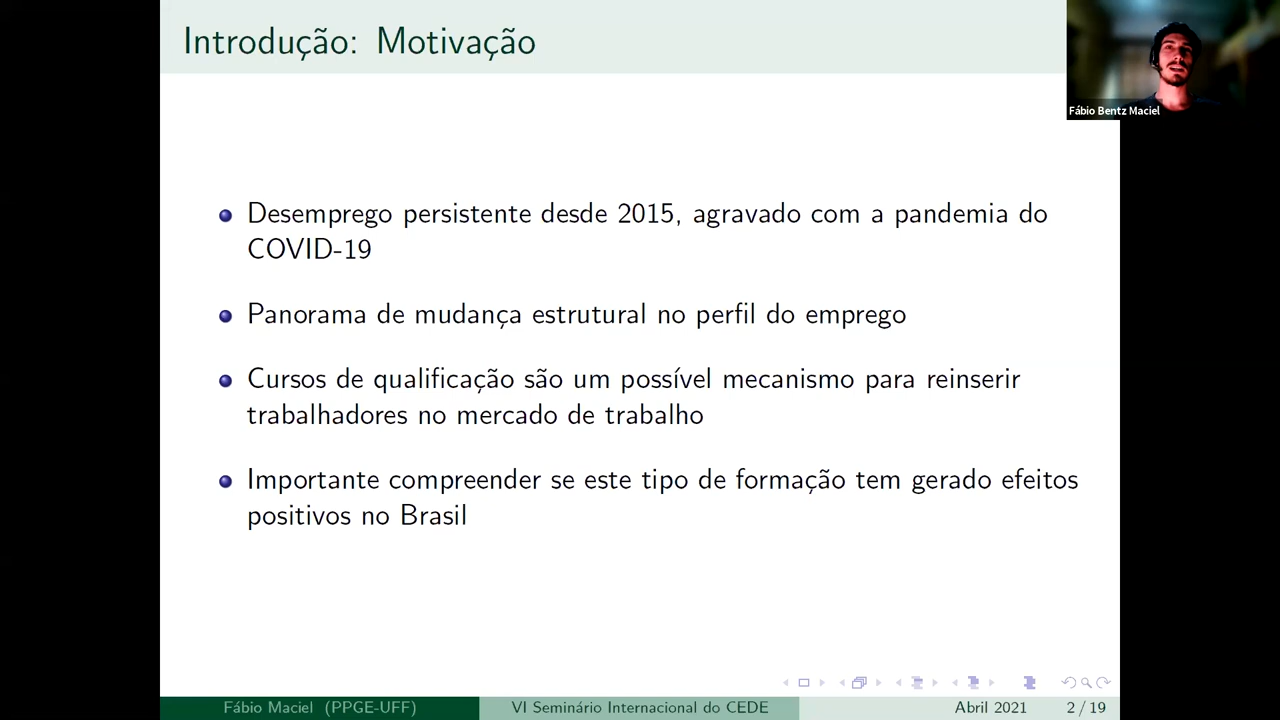 Introdução: Motivação
Fábio Bentz Maciel
Desemprego persistente desde 2015, agravado com a pandemia do
COVID-19
Panorama de mudança estrutural no perfil do emprego
Cursos de qualificação são um possível mecanismo para reinserir
trabalhadores no mercado de trabalho
Importante compreender se este tipo de formação tem gerado efeitos
positivos no Brasil
Fábio Maciel (PPGE-UFF) VI Seminário Internacional do CEDE Abril 2021 2 / 19